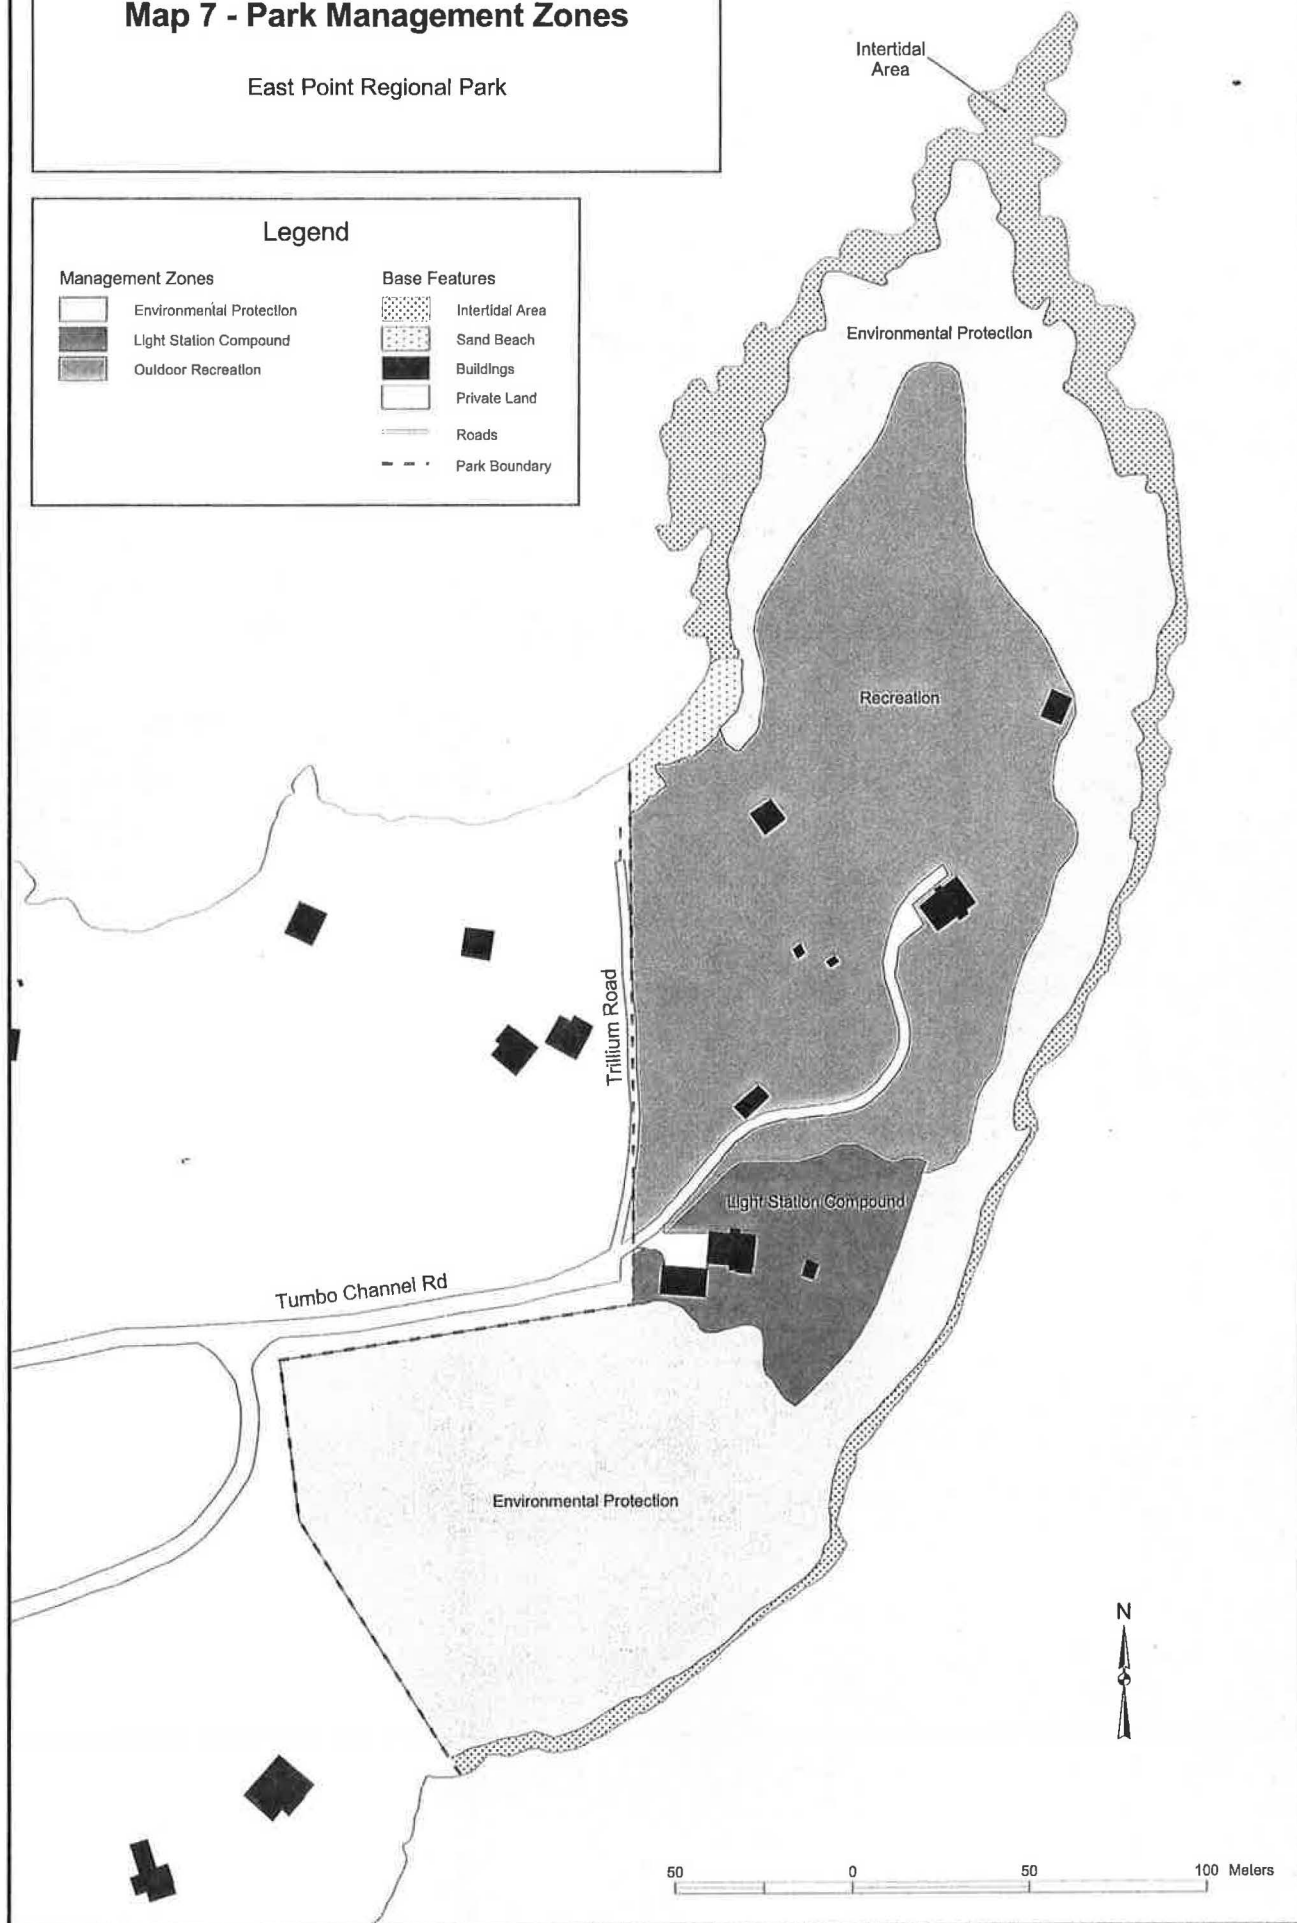 Map 7 - Park Management Zones
East Point Regional Park
Legend
Management Zones
Environmental Protection
Light Station Compound
Outdoor Recreation
Base Features
Intertidal Area
Sand Beach
Buildings
Private Land
Roads
Park Boundary
Intertidal
Area
Environmental Protection
Recreation
Trillium Road
Light Station Compound
Tumbo Channel Rd
Environmental Protection
N
50 0 50 100 Meters